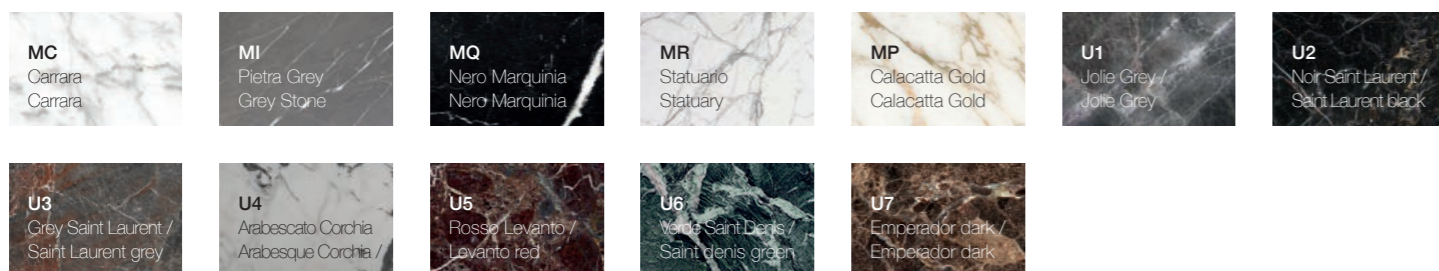 MC
Carrara
Carrara
MI
Pietra Grey
Grey Stone
MQ
Nero Marquinia
Nero Marquinia
MR
Statuario
Statuary
MP
Calacatta Gold
Calacatta Gold
U1
Jolie Grey /
Jolie Grey
U2
Noir Saint Laurent /
Saint Laurent black
U3
Grey Saint Laurent /
Saint Laurent grey
U4
Arabescato Corchia
Arabesque Corchia /
U5
Rosso Levanto /
Levanto red
U6
Verde Saint Denis /
Saint denis green
U7
Emperador dark /
Emperador dark